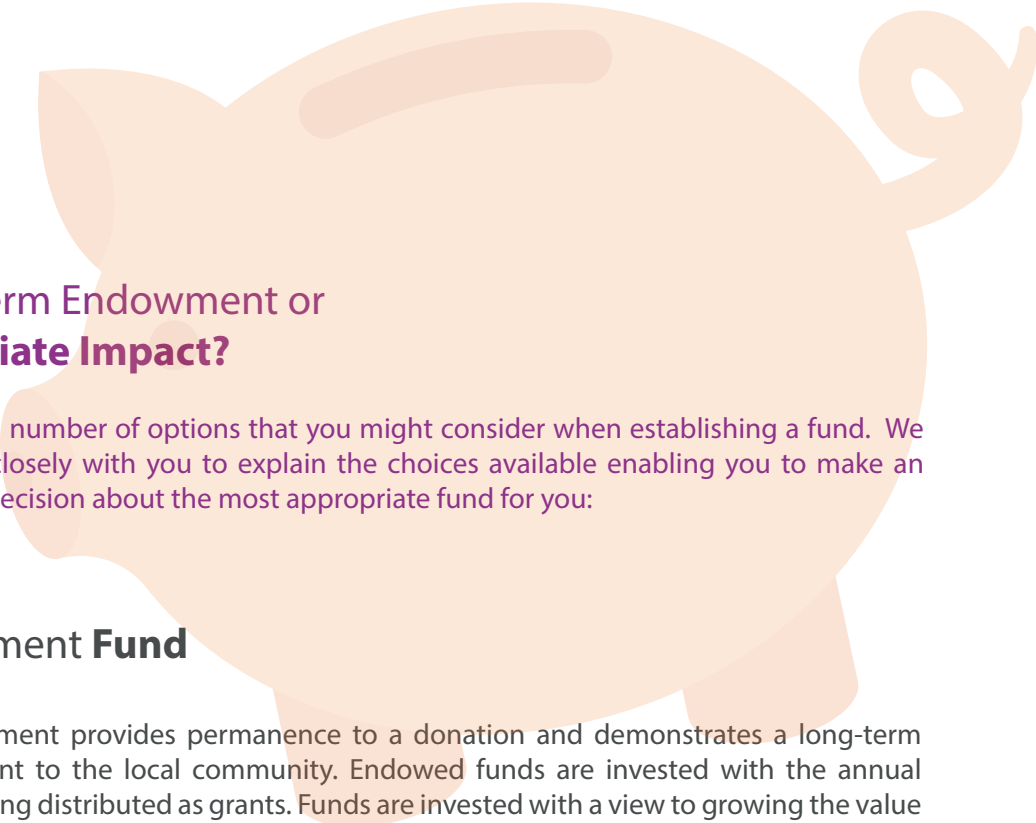 erm Endowment or
iate Impact?
number of options that you might consider when establishing a fund. We
closely with you to explain the choices available enabling you to make an
ecision about the most appropriate fund for you:
ment Fund
ment provides permanence to a donation and demonstrates a long-term
nt to the local community. Endowed funds are invested with the annual
ng distributed as grants. Funds are invested with a view to growing the value